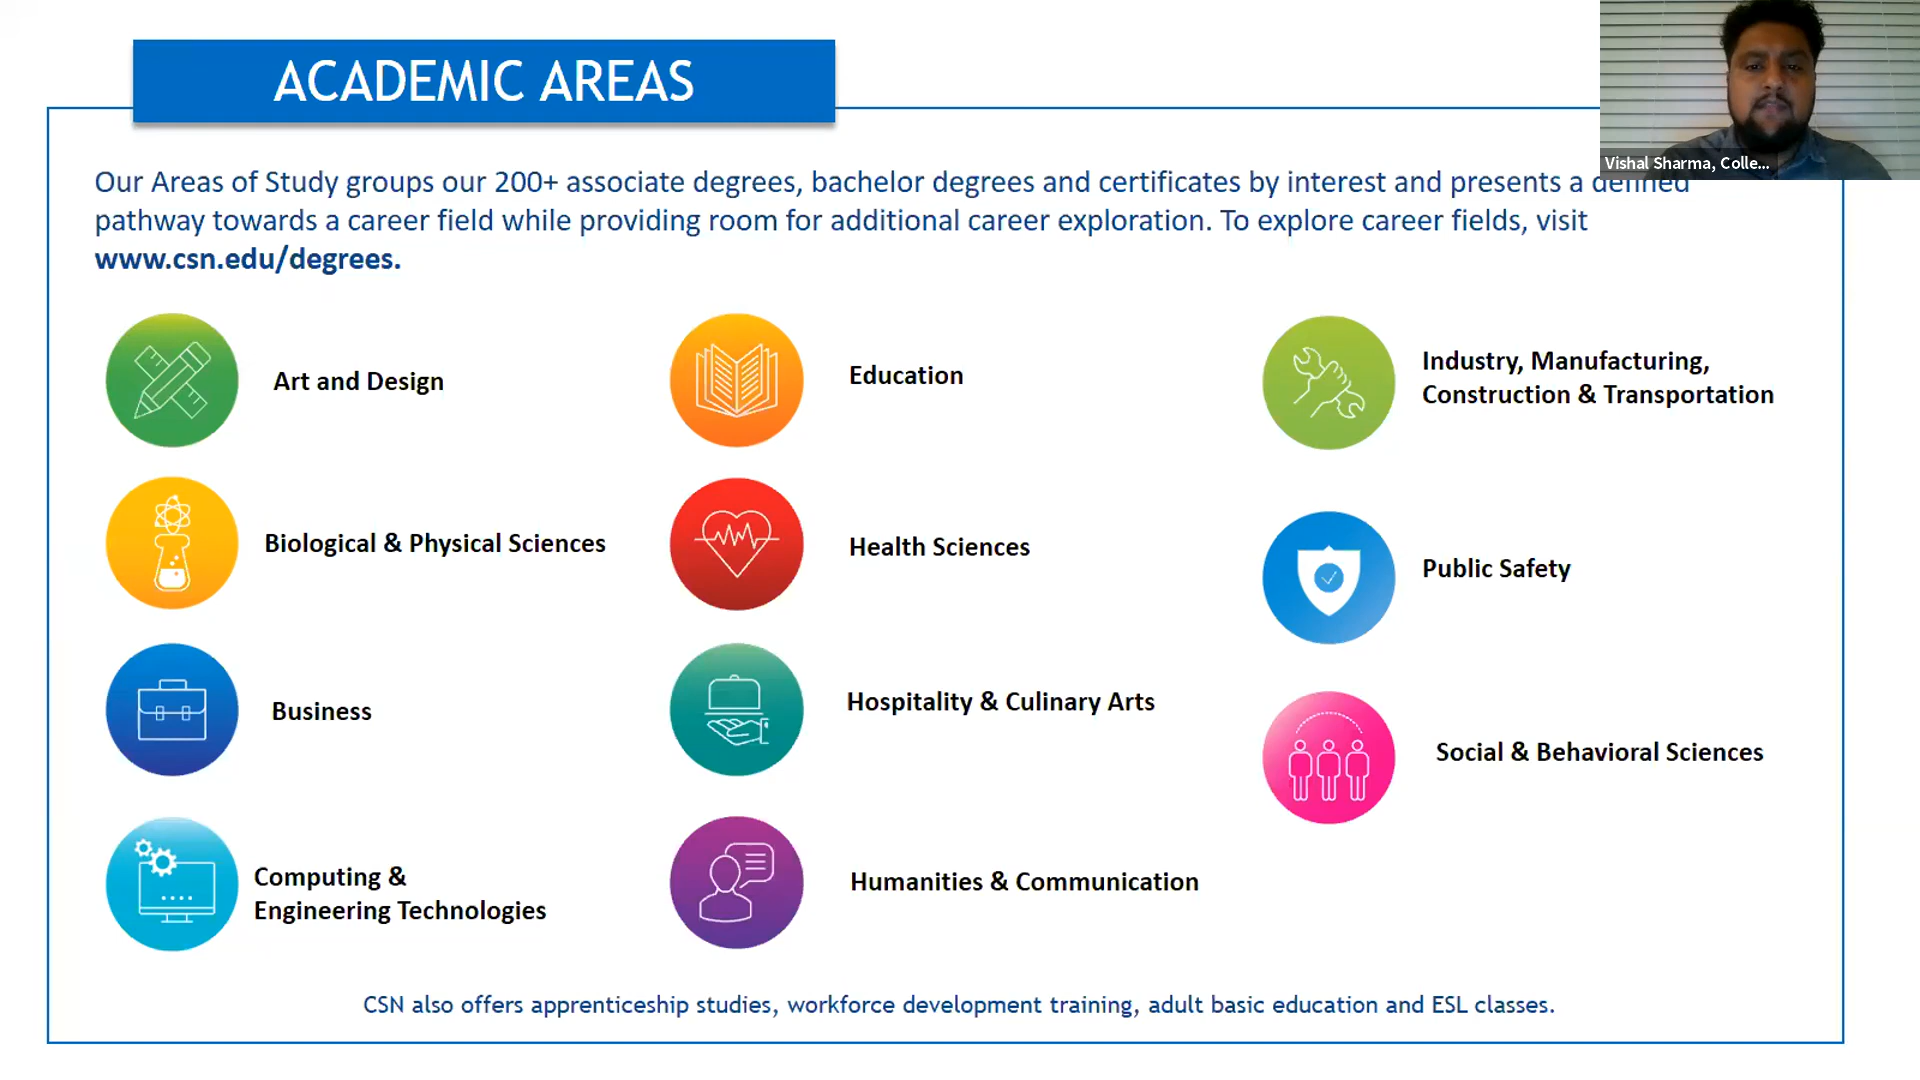 ACADEMIC AREAS
Vishal Sharma, Colle...
Our Areas of Study groups our 200+ associate degrees, bachelor degrees and certificates by interest and presents a defined
pathway towards a career field while providing room for additional career exploration. To explore career fields, visit
www.csn.edu/degrees.
Art and Design
Education
Industry, Manufacturing,
Construction & Transportation
Biological & Physical Sciences
Health Sciences
Public Safety
Business
Hospitality & Culinary Arts
Social & Behavioral Sciences
Computing &
Engineering Technologies
Humanities & Communication
CSN also offers apprenticeship studies, workforce development training, adult basic education and ESL classes.